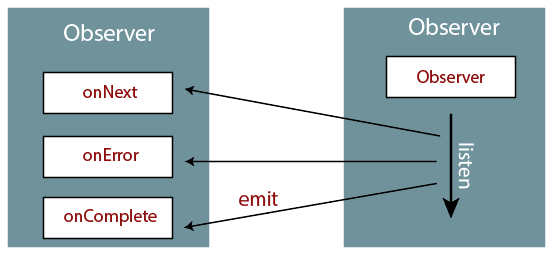 Observer
onNext
onError
onComplete
emit
Observer
Observer
listen